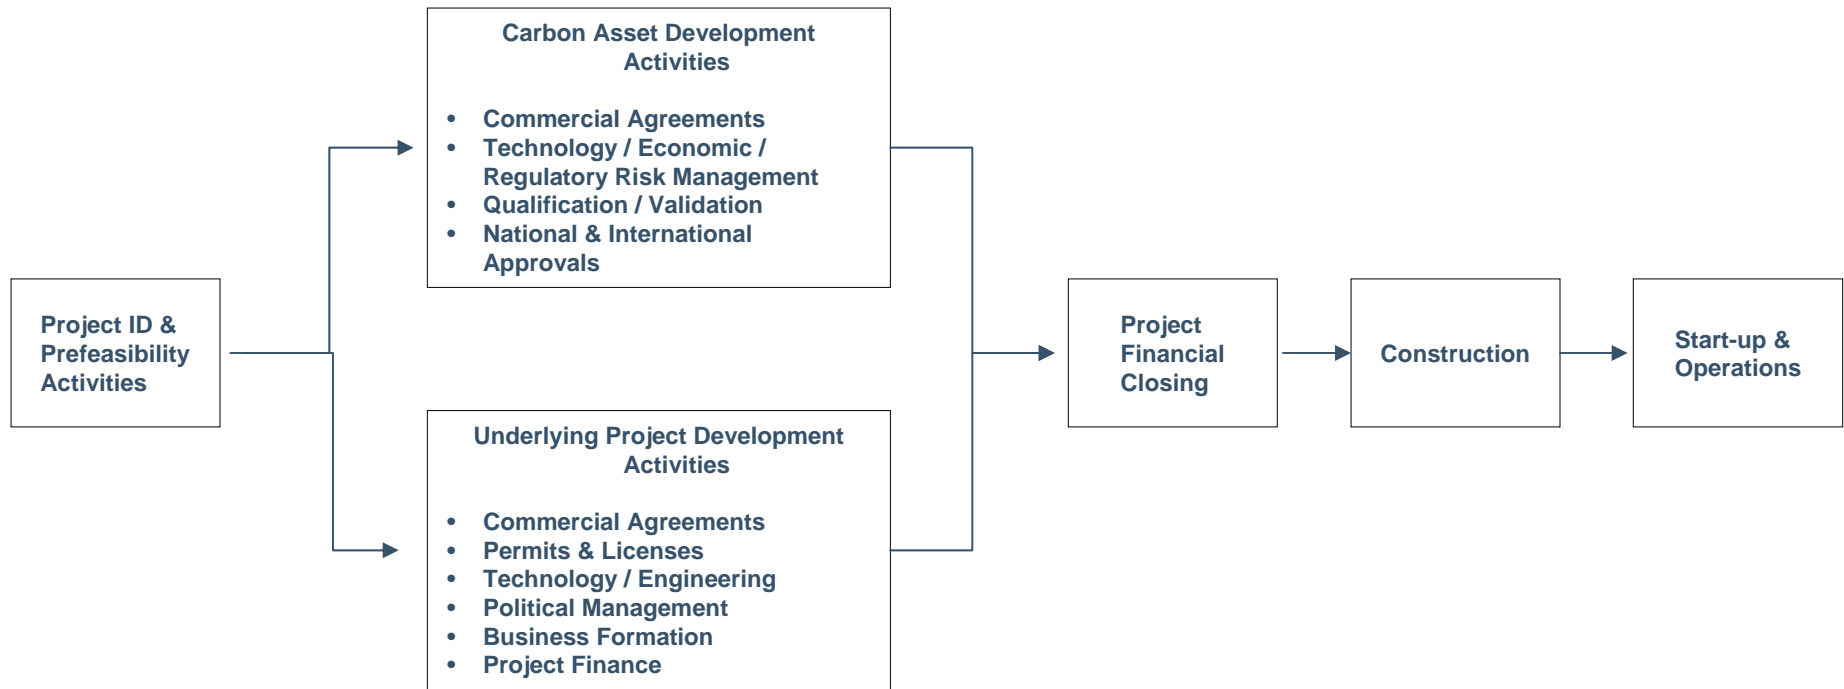 Project ID &
Prefeasibility
Activities
Carbon Asset Development
Activities
• Commercial Agreements
• Technology / Economic /
Regulatory Risk Management
• Qualification / Validation
• National & International
Approvals
Underlying Project Development
Activities
• Commercial Agreements
• Permits & Licenses
• Technology / Engineering
• Political Management
• Business Formation
• Project Finance
Project
Financial
Closing
Construction
Start-up &
Operations